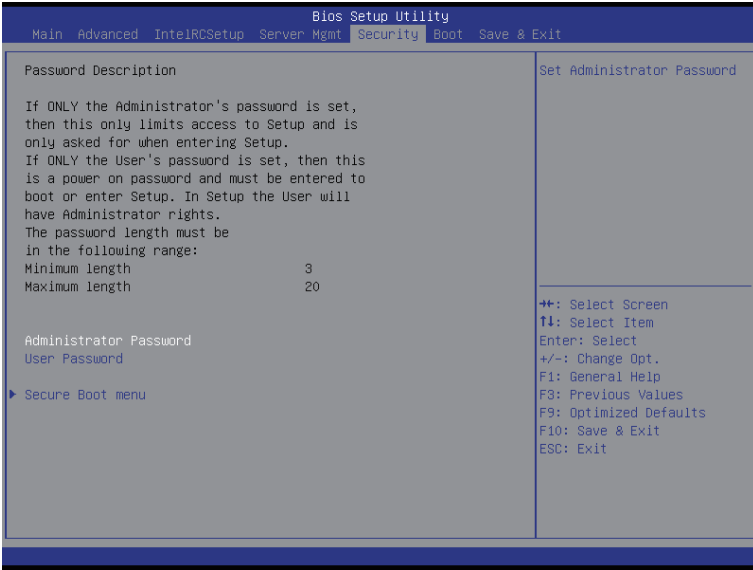 Bios Setup Utility
Main Advanced IntelRCSetup Server Mgmt Security Boot Save & Exit
Password Description
If ONLY the Administrator's password is set,
then this only limits access to Setup and is
only asked for when entering Setup.
If ONLY the User's password is set, then this
is a power on password and must be entered to
boot or enter Setup. In Setup the User will
have Administrator rights.
The password length must be
in the following range:
Minimum length 3
Maximum length 20
Administrator Password
User Password
Secure Boot menu
Set Administrator Password
→←: Select Screen
↑↓: Select Item
Enter: Select
+/-: Change Opt.
F1: General Help
F3: Previous Values
F9: Optimized Defaults
F10: Save & Exit
ESC: Exit